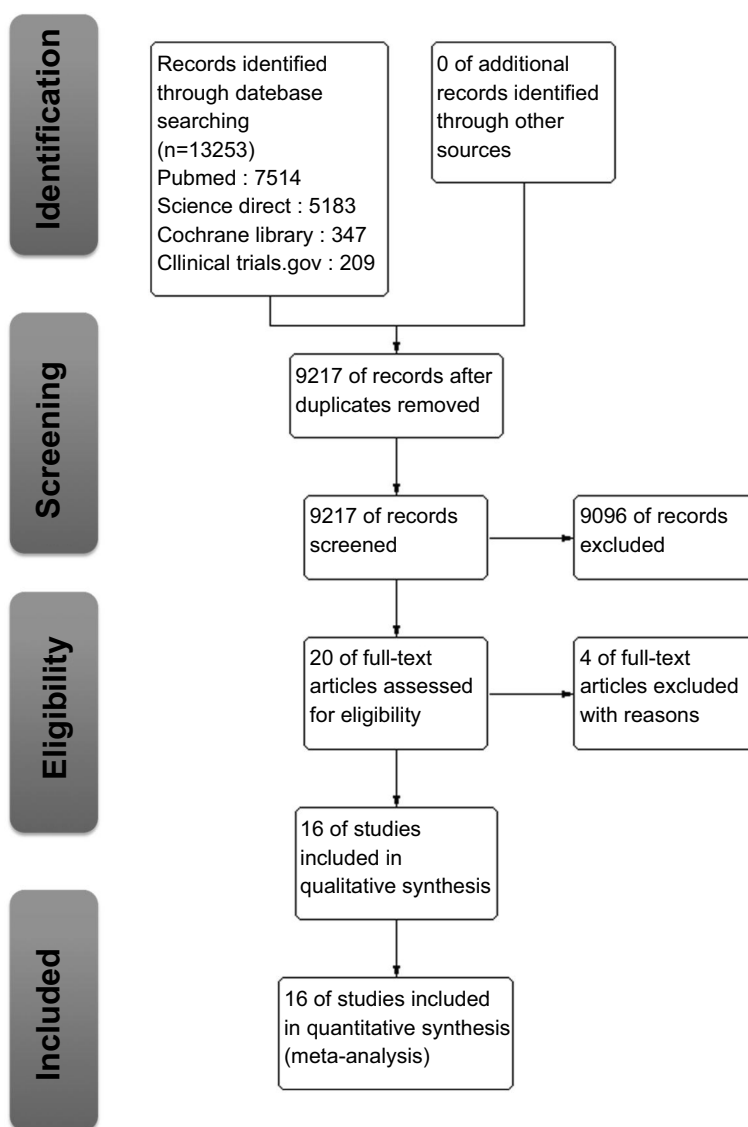 Identification
Records identified
through datebase
searching
(n=13253)
Pubmed : 7514
Science direct : 5183
Cochrane library : 347
Cllinical trials.gov : 209
0 of additional
records identified
through other
sources
Screening
9217 of records after
duplicates removed
9217 of records
screened
9096 of records
excluded
Eligibility
20 of full-text
articles assessed
for eligibility
4 of full-text
articles excluded
with reasons
16 of studies
included in
qualitative synthesis
Included
16 of studies included
in quantitative synthesis
(meta-analysis)